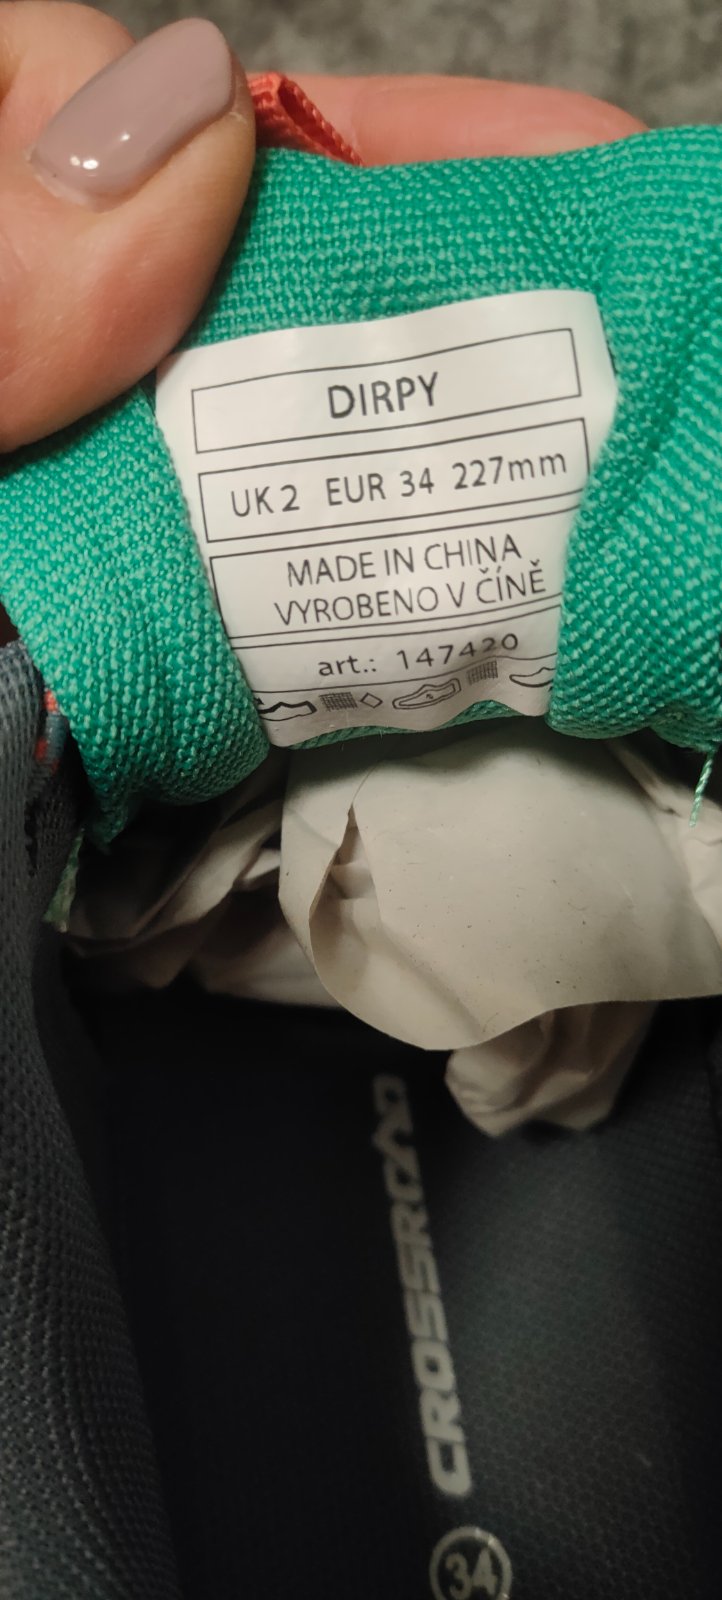 DIRPY
UK 2 EUR 34 227mm
MADE IN CHINA
VYROBENO V ČÍNĚ
art.: 147420
CROSSROAD
34